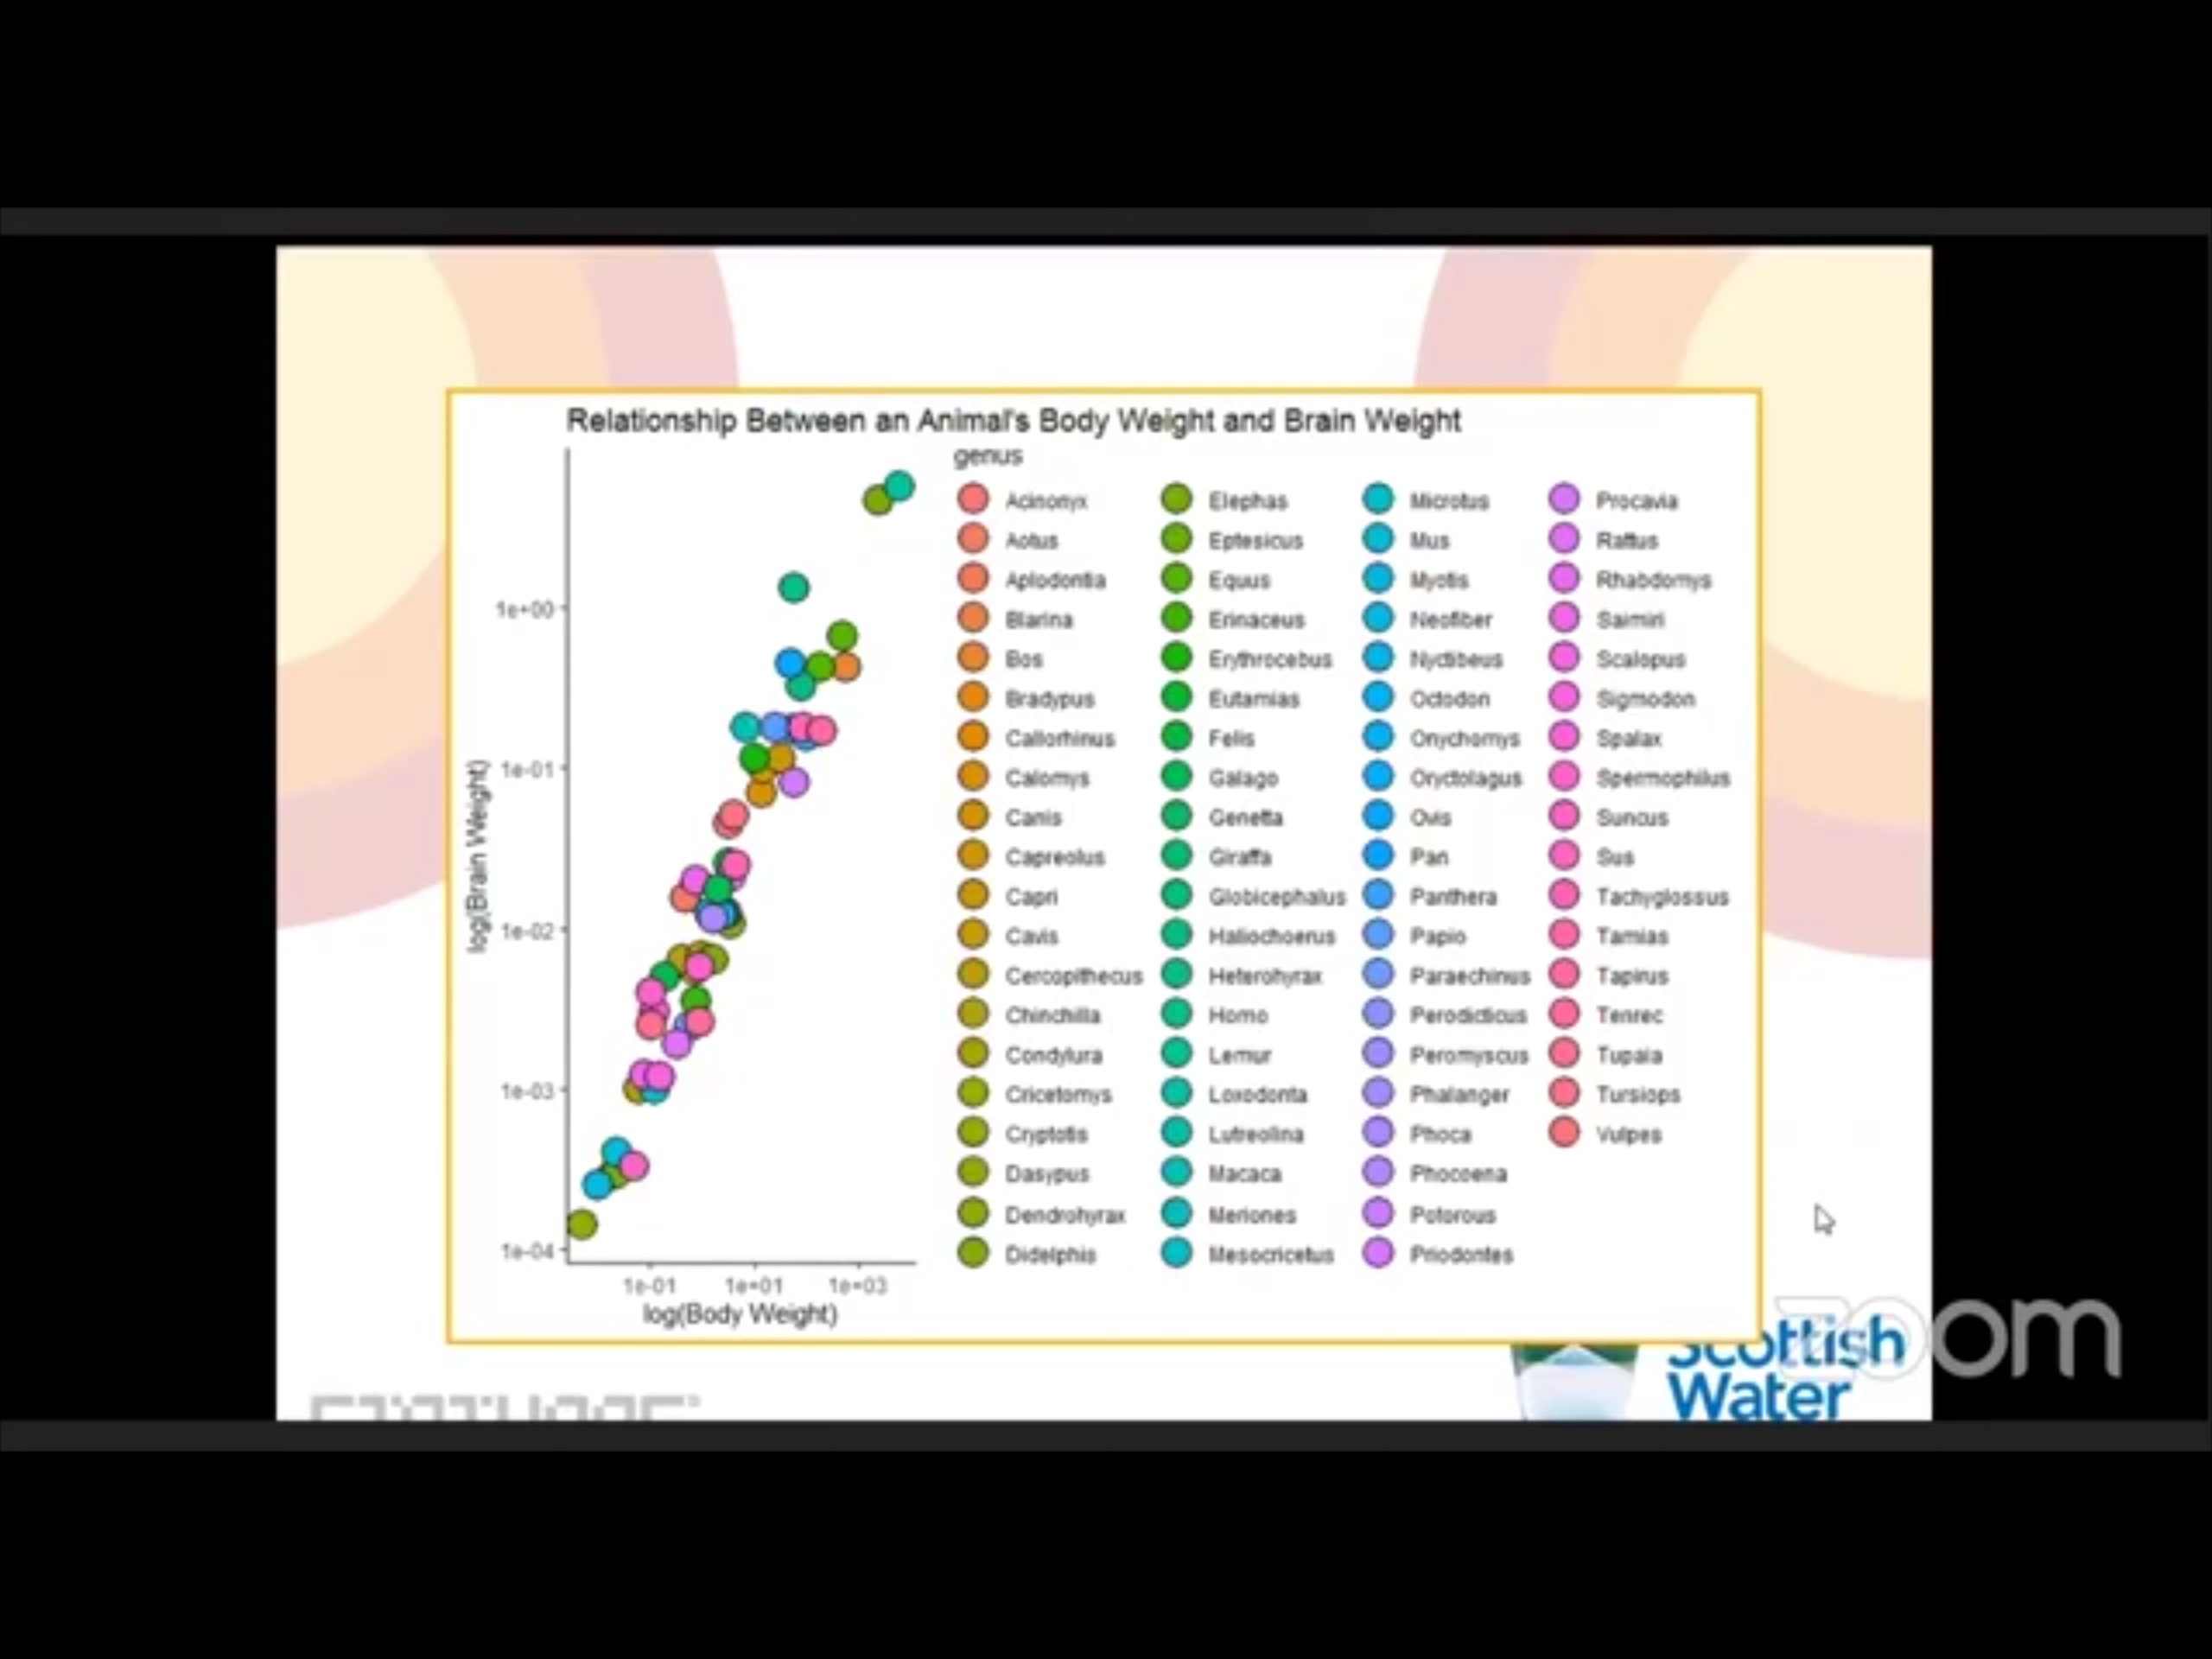 Relationship Between an Animal's Body Weight and Brain Weight
genus
Acinonyx
Aotus
Aplodontia
Blarina
Bos
Bradypus
Callorhinus
Calomys
Canis
Capreolus
Capri
Cavis
Cercopithecus
Chinchilla
Condylura
Cricetomys
Cryptotis
Dasypus
Dendrohyrax
Didelphis
Elephas
Eptesicus
Equus
Erinaceus
Erythrocebus
Eutamias
Felis
Galago
Genetta
Giraffa
Globicephalus
Haliochoerus
Heterohyrax
Homo
Lemur
Loxodonta
Lutreolina
Macaca
Meriones
Mesocricetus
Microtus
Mus
Myotis
Neofiber
Nyctibeus
Octodon
Onychomys
Oryctolagus
Ovis
Pan
Panthera
Papio
Paraechinus
Perodicticus
Peromyscus
Phalanger
Phoca
Phocoena
Potorous
Priodontes
Procavia
Rattus
Rhabdomys
Saimiri
Scalopus
Sigmodon
Spalax
Spermophilus
Suncus
Sus
Tachyglossus
Tamias
Tapirus
Tenrec
Tupaia
Tursiops
Vulpes
log(Brain Weight)
1e+00
1e-01
1e-02
1e-03
1e-04
1e-01
1e+01
1e+03
log(Body Weight)
Scottish
Water
zoom